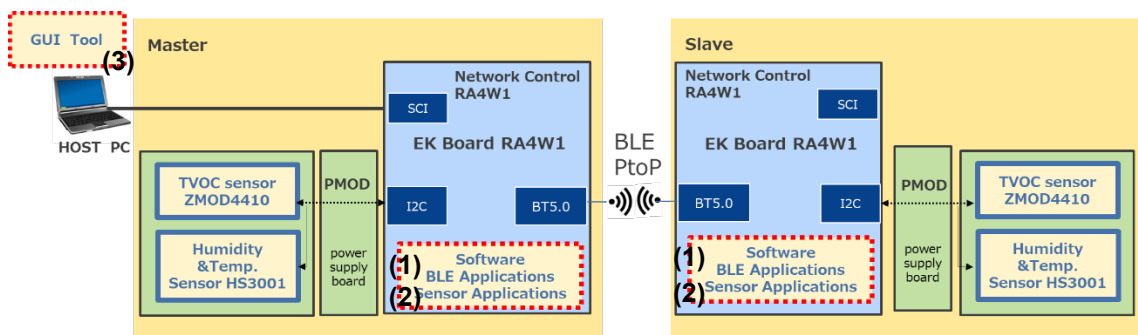 GUI Tool
(3)
HOST PC
Master
Network Control
RA4W1
SCI
EK Board RA4W1
I2C
BT5.0
TVOC sensor
ZMOD4410
Humidity
&Temp.
Sensor HS3001
PMOD
power
supply
board
(1)
Software
BLE Applications
(2)
Sensor Applications
BLE
PtoP
Slave
Network Control
RA4W1
SCI
EK Board RA4W1
BT5.0
I2C
(1)
Software
BLE Applications
(2)
Sensor Applications
PMOD
power
supply
board
TVOC sensor
ZMOD4410
Humidity
&Temp.
Sensor HS3001